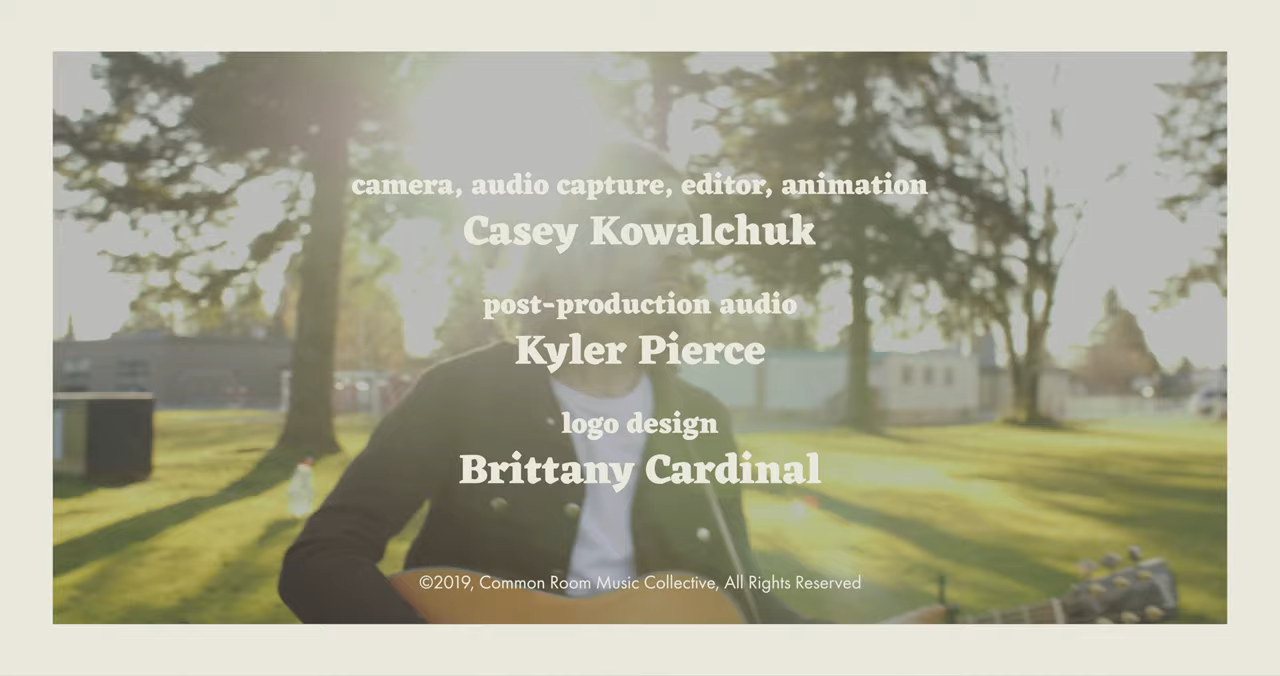 camera, audio capture, editor, animation
Casey Kowalchuk
post-production audio
Kyler Pierce
logo design
Brittany Cardinal
©2019, Common Room Music Collective, All Rights Reserved